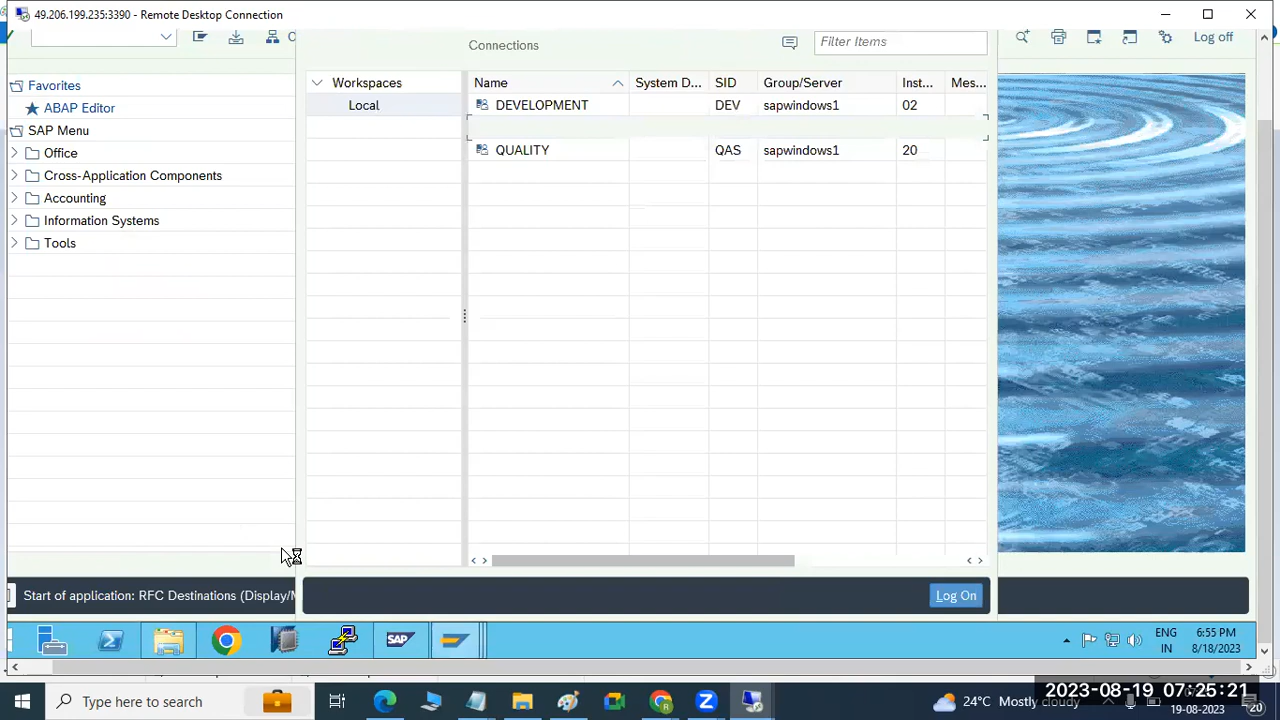 49.206.199.235:3390 - Remote Desktop Connection
Log off
Connections
Filter Items
Favorites
ABAP Editor
SAP Menu
Office
Cross-Application Components
Accounting
Information Systems
Tools
Workspaces
Local
Name System D... SID Group/Server Inst... Mes...
DEVELOPMENT DEV sapwindows1 02
QUALITY QAS sapwindows1 20
Start of application: RFC Destinations (Display/M
Log On
SAP
ENG
IN
6:55 PM
8/18/2023
Type here to search
24°C Mostly cloudy
2023-08-19 07:25:21
19-08-2023
20